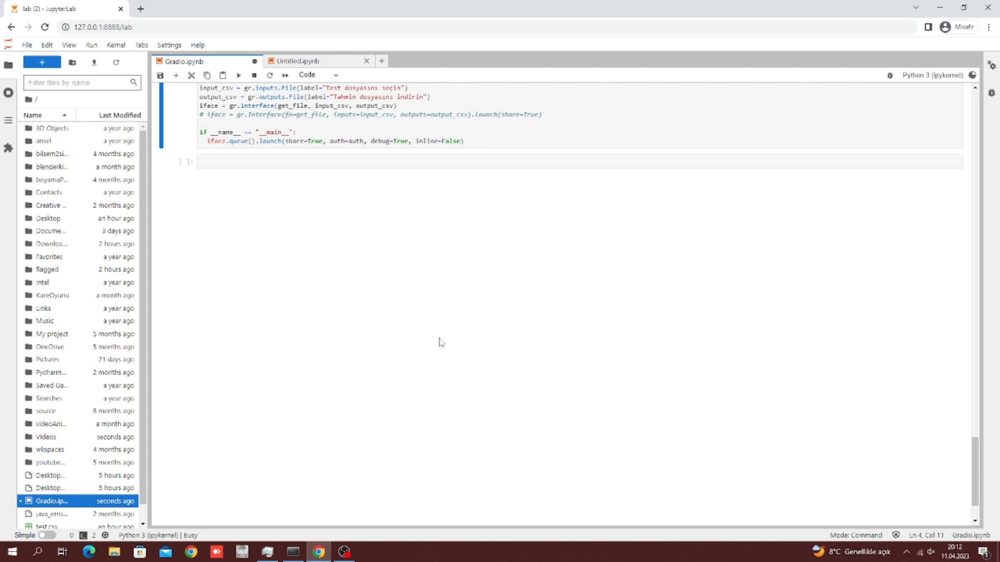 lab (2) - JupyterLab
127.0.0.1:8888/lab
Misafir
File Edit View Run Kernel Tabs Settings Help
Gradio.ipynb
Untitled.ipynb
Code
Python 3 (ipykernel)
Filter files by name
/
Name Last Modified
3D Objects a year ago
ansel a year ago
bilsem2si... 4 months ago
blenderki... a month ago
boyamaP... 4 months ago
Contacts a year ago
Creative ... 2 months ago
Desktop an hour ago
Docume... 3 days ago
Downloa... 2 hours ago
Favorites a year ago
flagged 2 hours ago
Intel a year ago
KareOyunu a month ago
Links a year ago
Music a year ago
My project 5 months ago
OneDrive 5 months ago
Pictures 21 days ago
Pycharm... 2 months ago
Saved Ga... a year ago
Searches a year ago
source 8 months ago
videoAni... a month ago
Videos seconds ago
wkspaces 4 months ago
youtube... 5 months ago
Desktop... 5 hours ago
Desktop... 5 hours ago
Gradio.ip... seconds ago
java_erro... 2 months ago
test.csv an hour ago
input_csv = gr.inputs.File(label="Test dosyasını seçin")
output_csv = gr.outputs.File(label="Tahmin dosyasını indirin")
iface = gr.Interface(get_file, input_csv, output_csv)
# iface = gr.Interface(fn=get_file, inputs=input_csv, outputs=output_csv).launch(share=True)
if __name__ == "__main__":
iface.queue().launch(share=True, auth=auth, debug=True, inline=False)
[ ]:
Simple 0 2 Python 3 (ipykernel) | Busy
Mode: Command Ln 4, Col 11 Gradio.ipynb
WB
8°C Genellikle açık
20:12
11.04.2023
1